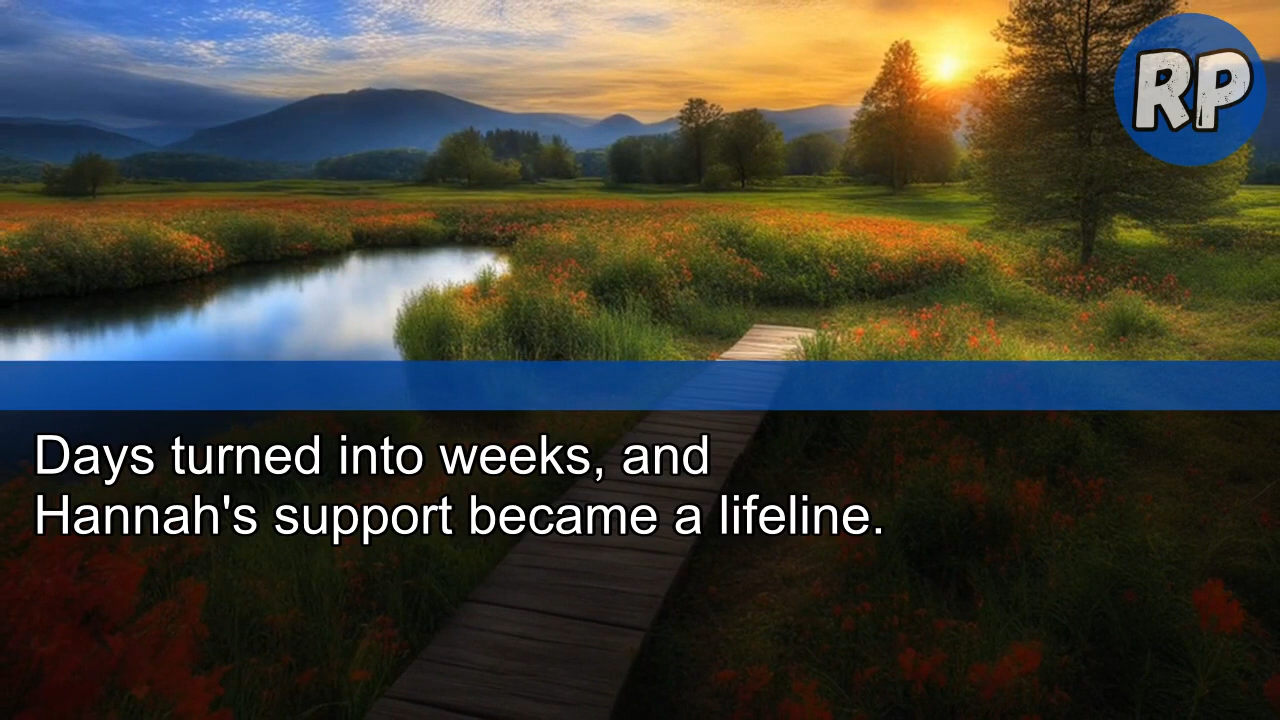 RP
Days turned into weeks, and
Hannah's support became a lifeline.